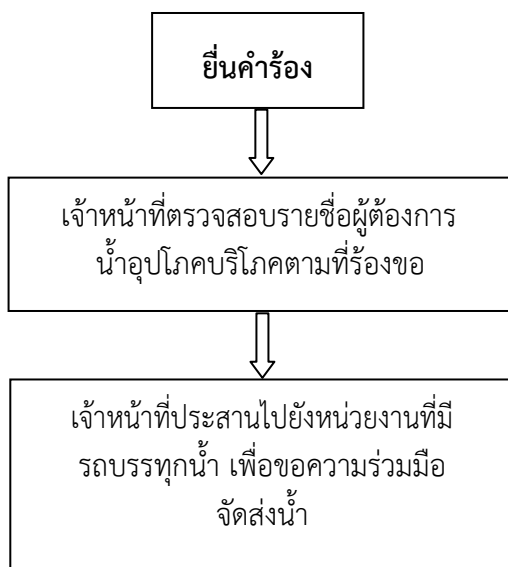 ยื่นคำร้อง
เจ้าหน้าที่ตรวจสอบรายชื่อผู้ต้องการ
น้ำอุปโภคบริโภคตามที่ร้องขอ
เจ้าหน้าที่ประสานไปยังหน่วยงานที่มี
รถบรรทุกน้ำ เพื่อขอความร่วมมือ
จัดส่งน้ำ